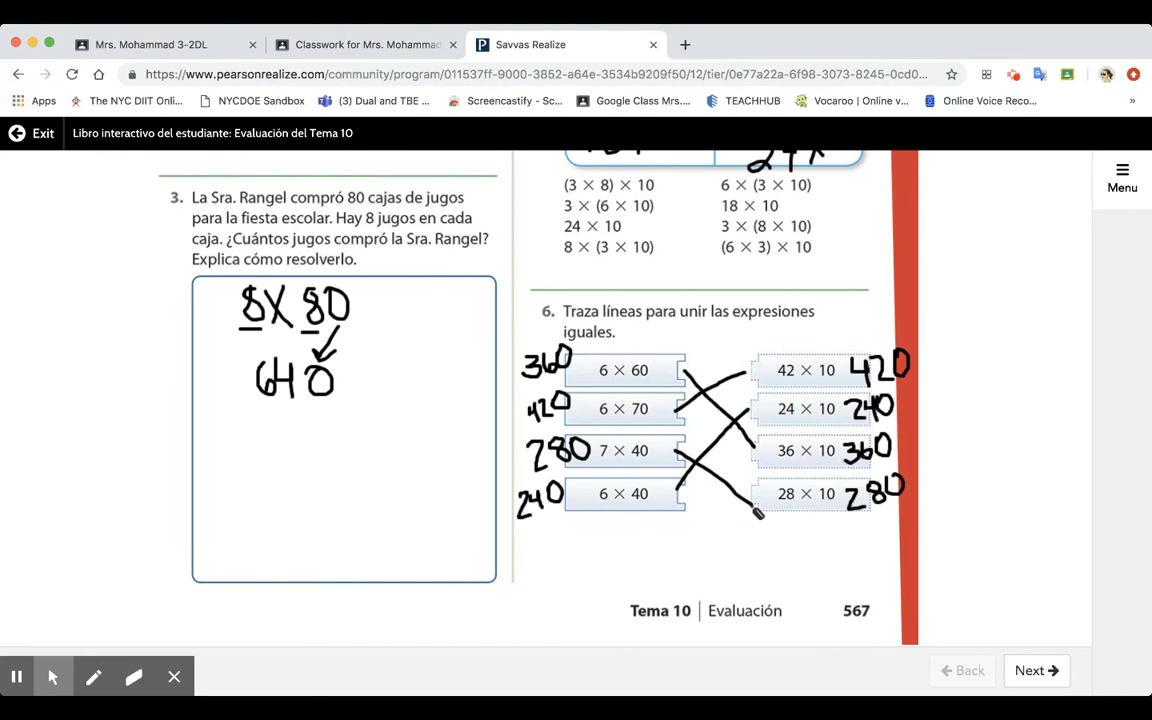 Mrs. Mohammad 3-2DL
Classwork for Mrs. Mohammad
Savvas Realize
https://www.pearsonrealize.com/community/program/011537ff-9000-3852-a64e-3534b9209f50/12/tier/0e77a22a-6f98-3073-8245-0cd0...
Apps
The NYC DIIT Onli...
NYCDOE Sandbox
(3) Dual and TBE ...
Screencastify - Sc...
Google Class Mrs....
TEACHHUB
Vocaroo | Online v...
Online Voice Reco...
»
Exit
Libro interactivo del estudiante: Evaluación del Tema 10
Menu
3. La Sra. Rangel compró 80 cajas de jugos
para la fiesta escolar. Hay 8 jugos en cada
caja. ¿Cuántos jugos compró la Sra. Rangel?
Explica cómo resolverlo.
8 X 80
640
(3 × 8) × 10 6 × (3 × 10)
3 × (6 × 10) 18 × 10
24 × 10 3 × (8 × 10)
8 × (3 × 10) (6 × 3) × 10
6. Traza líneas para unir las expresiones
iguales.
360 6 × 60 42 × 10 420
420 6 × 70 24 × 10 240
280 7 × 40 36 × 10 360
240 6 × 40 28 × 10 280
Tema 10 | Evaluación 567
Back
Next